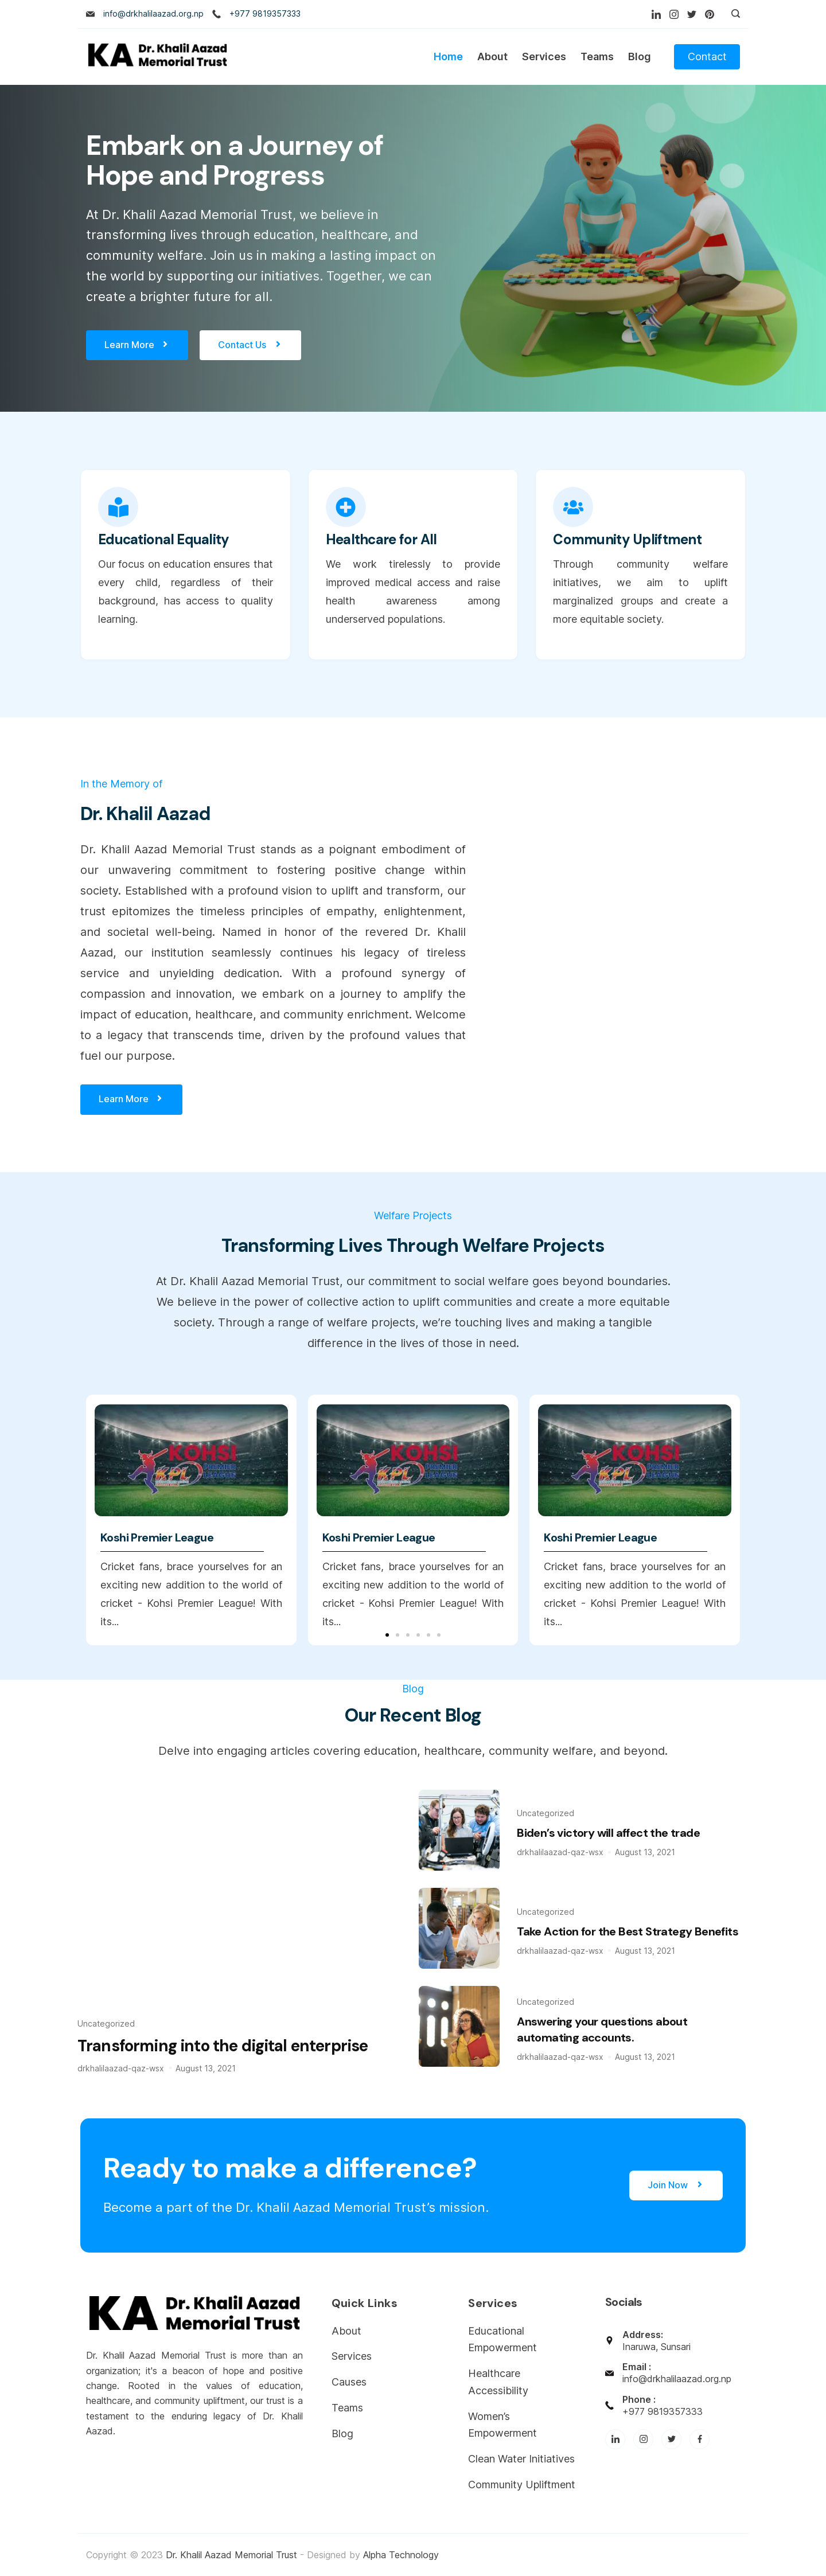 info@drkhalilaazad.org.np +977 9819357333
KA Dr. Khalil Aazad
Memorial Trust
Home About Services Teams Blog Contact
Embark on a Journey of
Hope and Progress
At Dr. Khalil Aazad Memorial Trust, we believe in
transforming lives through education, healthcare, and
community welfare. Join us in making a lasting impact on
the world by supporting our initiatives. Together, we can
create a brighter future for all.
Learn More Contact Us
Educational Equality
Our focus on education ensures that
every child, regardless of their
background, has access to quality
learning.
Healthcare for All
We work tirelessly to provide
improved medical access and raise
health awareness among
underserved populations.
Community Upliftment
Through community welfare
initiatives, we aim to uplift
marginalized groups and create a
more equitable society.
In the Memory of
Dr. Khalil Aazad
Dr. Khalil Aazad Memorial Trust stands as a poignant embodiment of
our unwavering commitment to fostering positive change within
society. Established with a profound vision to uplift and transform, our
trust epitomizes the timeless principles of empathy, enlightenment,
and societal well-being. Named in honor of the revered Dr. Khalil
Aazad, our institution seamlessly continues his legacy of tireless
service and unyielding dedication. With a profound synergy of
compassion and innovation, we embark on a journey to amplify the
impact of education, healthcare, and community enrichment. Welcome
to a legacy that transcends time, driven by the profound values that
fuel our purpose.
Learn More
Welfare Projects
Transforming Lives Through Welfare Projects
At Dr. Khalil Aazad Memorial Trust, our commitment to social welfare goes beyond boundaries.
We believe in the power of collective action to uplift communities and create a more equitable
society. Through a range of welfare projects, we’re touching lives and making a tangible
difference in the lives of those in need.
KOHSI
KPL PREMIER
LEAGUE
Koshi Premier League
Cricket fans, brace yourselves for an
exciting new addition to the world of
cricket - Kohsi Premier League! With
its...
KOHSI
KPL PREMIER
LEAGUE
Koshi Premier League
Cricket fans, brace yourselves for an
exciting new addition to the world of
cricket - Kohsi Premier League! With
its...
KOHSI
KPL PREMIER
LEAGUE
Koshi Premier League
Cricket fans, brace yourselves for an
exciting new addition to the world of
cricket - Kohsi Premier League! With
its...
Blog
Our Recent Blog
Delve into engaging articles covering education, healthcare, community welfare, and beyond.
Uncategorized
Transforming into the digital enterprise
drkhalilaazad-qaz-wsx · August 13, 2021
Uncategorized
Biden’s victory will affect the trade
drkhalilaazad-qaz-wsx · August 13, 2021
Uncategorized
Take Action for the Best Strategy Benefits
drkhalilaazad-qaz-wsx · August 13, 2021
Uncategorized
Answering your questions about
automating accounts.
drkhalilaazad-qaz-wsx · August 13, 2021
Ready to make a difference?
Become a part of the Dr. Khalil Aazad Memorial Trust’s mission.
Join Now
KA Dr. Khalil Aazad
Memorial Trust
Dr. Khalil Aazad Memorial Trust is more than an
organization; it's a beacon of hope and positive
change. Rooted in the values of education,
healthcare, and community upliftment, our trust is a
testament to the enduring legacy of Dr. Khalil
Aazad.
Quick Links
About
Services
Causes
Teams
Blog
Services
Educational
Empowerment
Healthcare
Accessibility
Women’s
Empowerment
Clean Water Initiatives
Community Upliftment
Socials
Address:
Inaruwa, Sunsari
Email :
info@drkhalilaazad.org.np
Phone :
+977 9819357333
Copyright © 2023 Dr. Khalil Aazad Memorial Trust - Designed by Alpha Technology